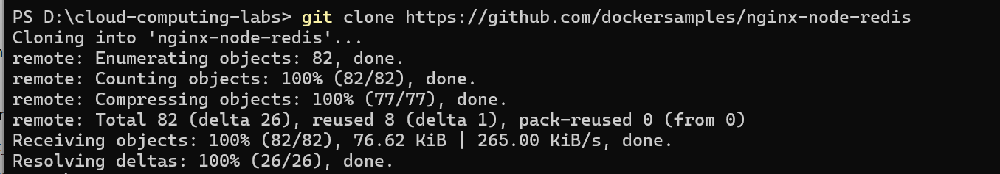 PS D:\cloud-computing-labs> git clone https://github.com/dockersamples/nginx-node-redis
Cloning into 'nginx-node-redis'...
remote: Enumerating objects: 82, done.
remote: Counting objects: 100% (82/82), done.
remote: Compressing objects: 100% (77/77), done.
remote: Total 82 (delta 26), reused 8 (delta 1), pack-reused 0 (from 0)
Receiving objects: 100% (82/82), 76.62 KiB | 265.00 KiB/s, done.
Resolving deltas: 100% (26/26), done.